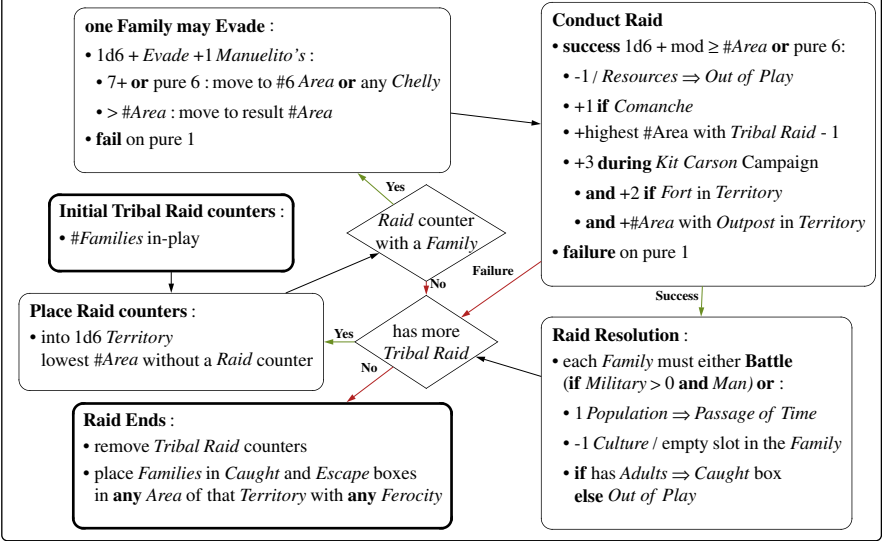 one Family may Evade
• 1d6 + Evade +1 Manuelito's :
• 7+ or pure 6 : move to #6 Area or any Chelly
• > #Area : move to result #Area
• fail on pure 1
Conduct Raid
• success 1d6 + mod ≥ #Area or pure 6:
• -1 / Resources ⇒ Out of Play
• +1 if Comanche
• +highest #Area with Tribal Raid - 1
• +3 during Kit Carson Campaign
• and +2 if Fort in Territory
• and +#Area with Outpost in Territory
• failure on pure 1
Yes
Initial Tribal Raid counters :
• #Families in-play
Raid counter
with a Family
Failure
No
Success
Place Raid counters :
• into 1d6 Territory
lowest #Area without a Raid counter
Yes
has more
Tribal Raid
No
Raid Resolution :
• each Family must either Battle
(if Military > 0 and Man) or :
• 1 Population ⇒ Passage of Time
• -1 Culture / empty slot in the Family
• if has Adults ⇒ Caught box
else Out of Play
Raid Ends :
• remove Tribal Raid counters
• place Families in Caught and Escape boxes
in any Area of that Territory with any Ferocity